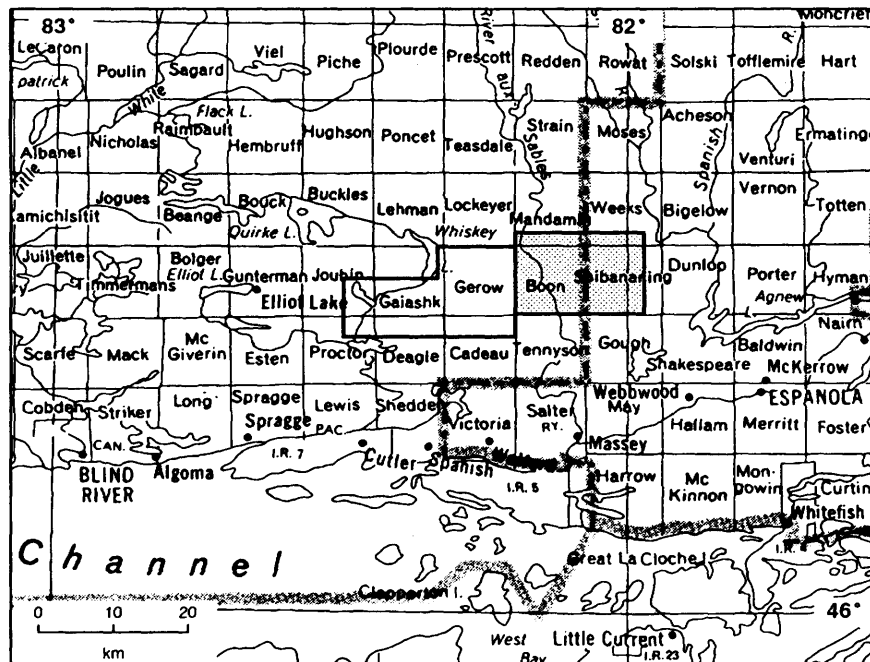 83° 82° Moncrief
LeCaron Poulin Sagard Viel Piche Plourde Prescott Redden Rowat Solski Tofflemire Hart
River aux Sables
patrick
White
Flack L.
Little
Albanel Nicholas Raimbault Hembruff Hughson Poncet Teasdale Strain Moses Acheson Venturi Ermatinge
R.
Spanish
Jogues Beange Bouck Buckles Lehman Lockeyer Mandamin Weeks Bigelow Vernon Totten
Quirke L. Whiskey L.
Juillette Timmermans Bolger Gunterman Joubin Gaiashk Gerow Boon Shibananing Dunlop Porter Hyman
Elliot L.
Elliot Lake
Agnew L.
Nairn
Scarfe Mack Mc Giverin Esten Proctor Deagle Cadeau Tennyson Gough Shakespeare Baldwin
McKerrow
ESPANOLA
Webbwood
Cobden Striker Long Spragge Lewis Shedden Victoria Salter May Hallam Merritt Foster
Spragge
CAN. PAC. RY.
Massey
BLIND RIVER
Algoma
I.R. 7
Cutler
Spanish
I.R. 5
Harrow Mc Kinnon Mon-gowin Curtin
Whitefish
I.R. 4
Channel
Great La Cloche I.
Clapperton I.
46°
0 10 20
km
West Bay
Little Current
I.R. 23